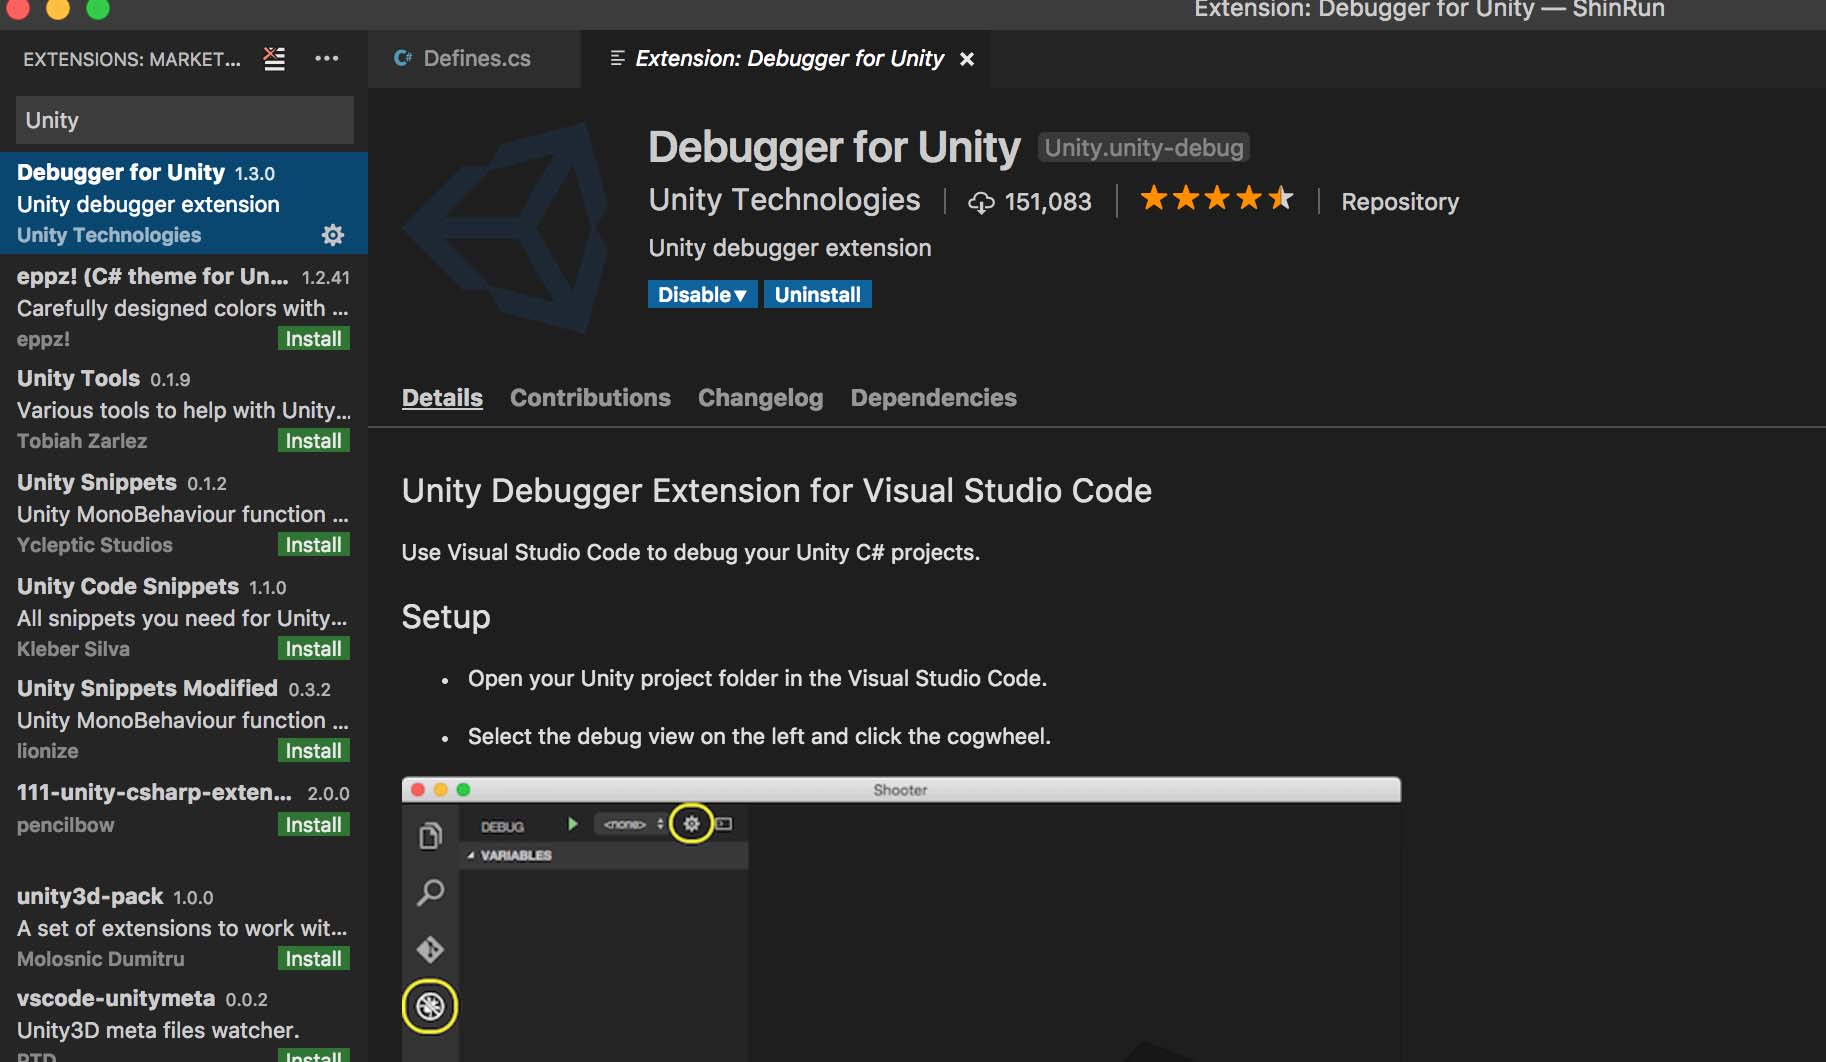 Extension: Debugger for Unity — ShinRun
EXTENSIONS: MARKET...
Unity
Debugger for Unity 1.3.0
Unity debugger extension
Unity Technologies
eppz! (C# theme for Un... 1.2.41
Carefully designed colors with ...
eppz!
Install
Unity Tools 0.1.9
Various tools to help with Unity...
Tobiah Zarlez
Install
Unity Snippets 0.1.2
Unity MonoBehaviour function ...
Ycleptic Studios
Install
Unity Code Snippets 1.1.0
All snippets you need for Unity...
Kleber Silva
Install
Unity Snippets Modified 0.3.2
Unity MonoBehaviour function ...
lionize
Install
111-unity-csharp-exten... 2.0.0
pencilbow
Install
unity3d-pack 1.0.0
A set of extensions to work wit...
Molosnic Dumitru
Install
vscode-unitymeta 0.0.2
Unity3D meta files watcher.
Install
C# Defines.cs
Extension: Debugger for Unity ×
Debugger for Unity Unity.unity-debug
Unity Technologies | 151,083 | | Repository
Unity debugger extension
Disable▼ Uninstall
Details Contributions Changelog Dependencies
Unity Debugger Extension for Visual Studio Code
Use Visual Studio Code to debug your Unity C# projects.
Setup
• Open your Unity project folder in the Visual Studio Code.
• Select the debug view on the left and click the cogwheel.
Shooter
DEBUG <none>
VARIABLES